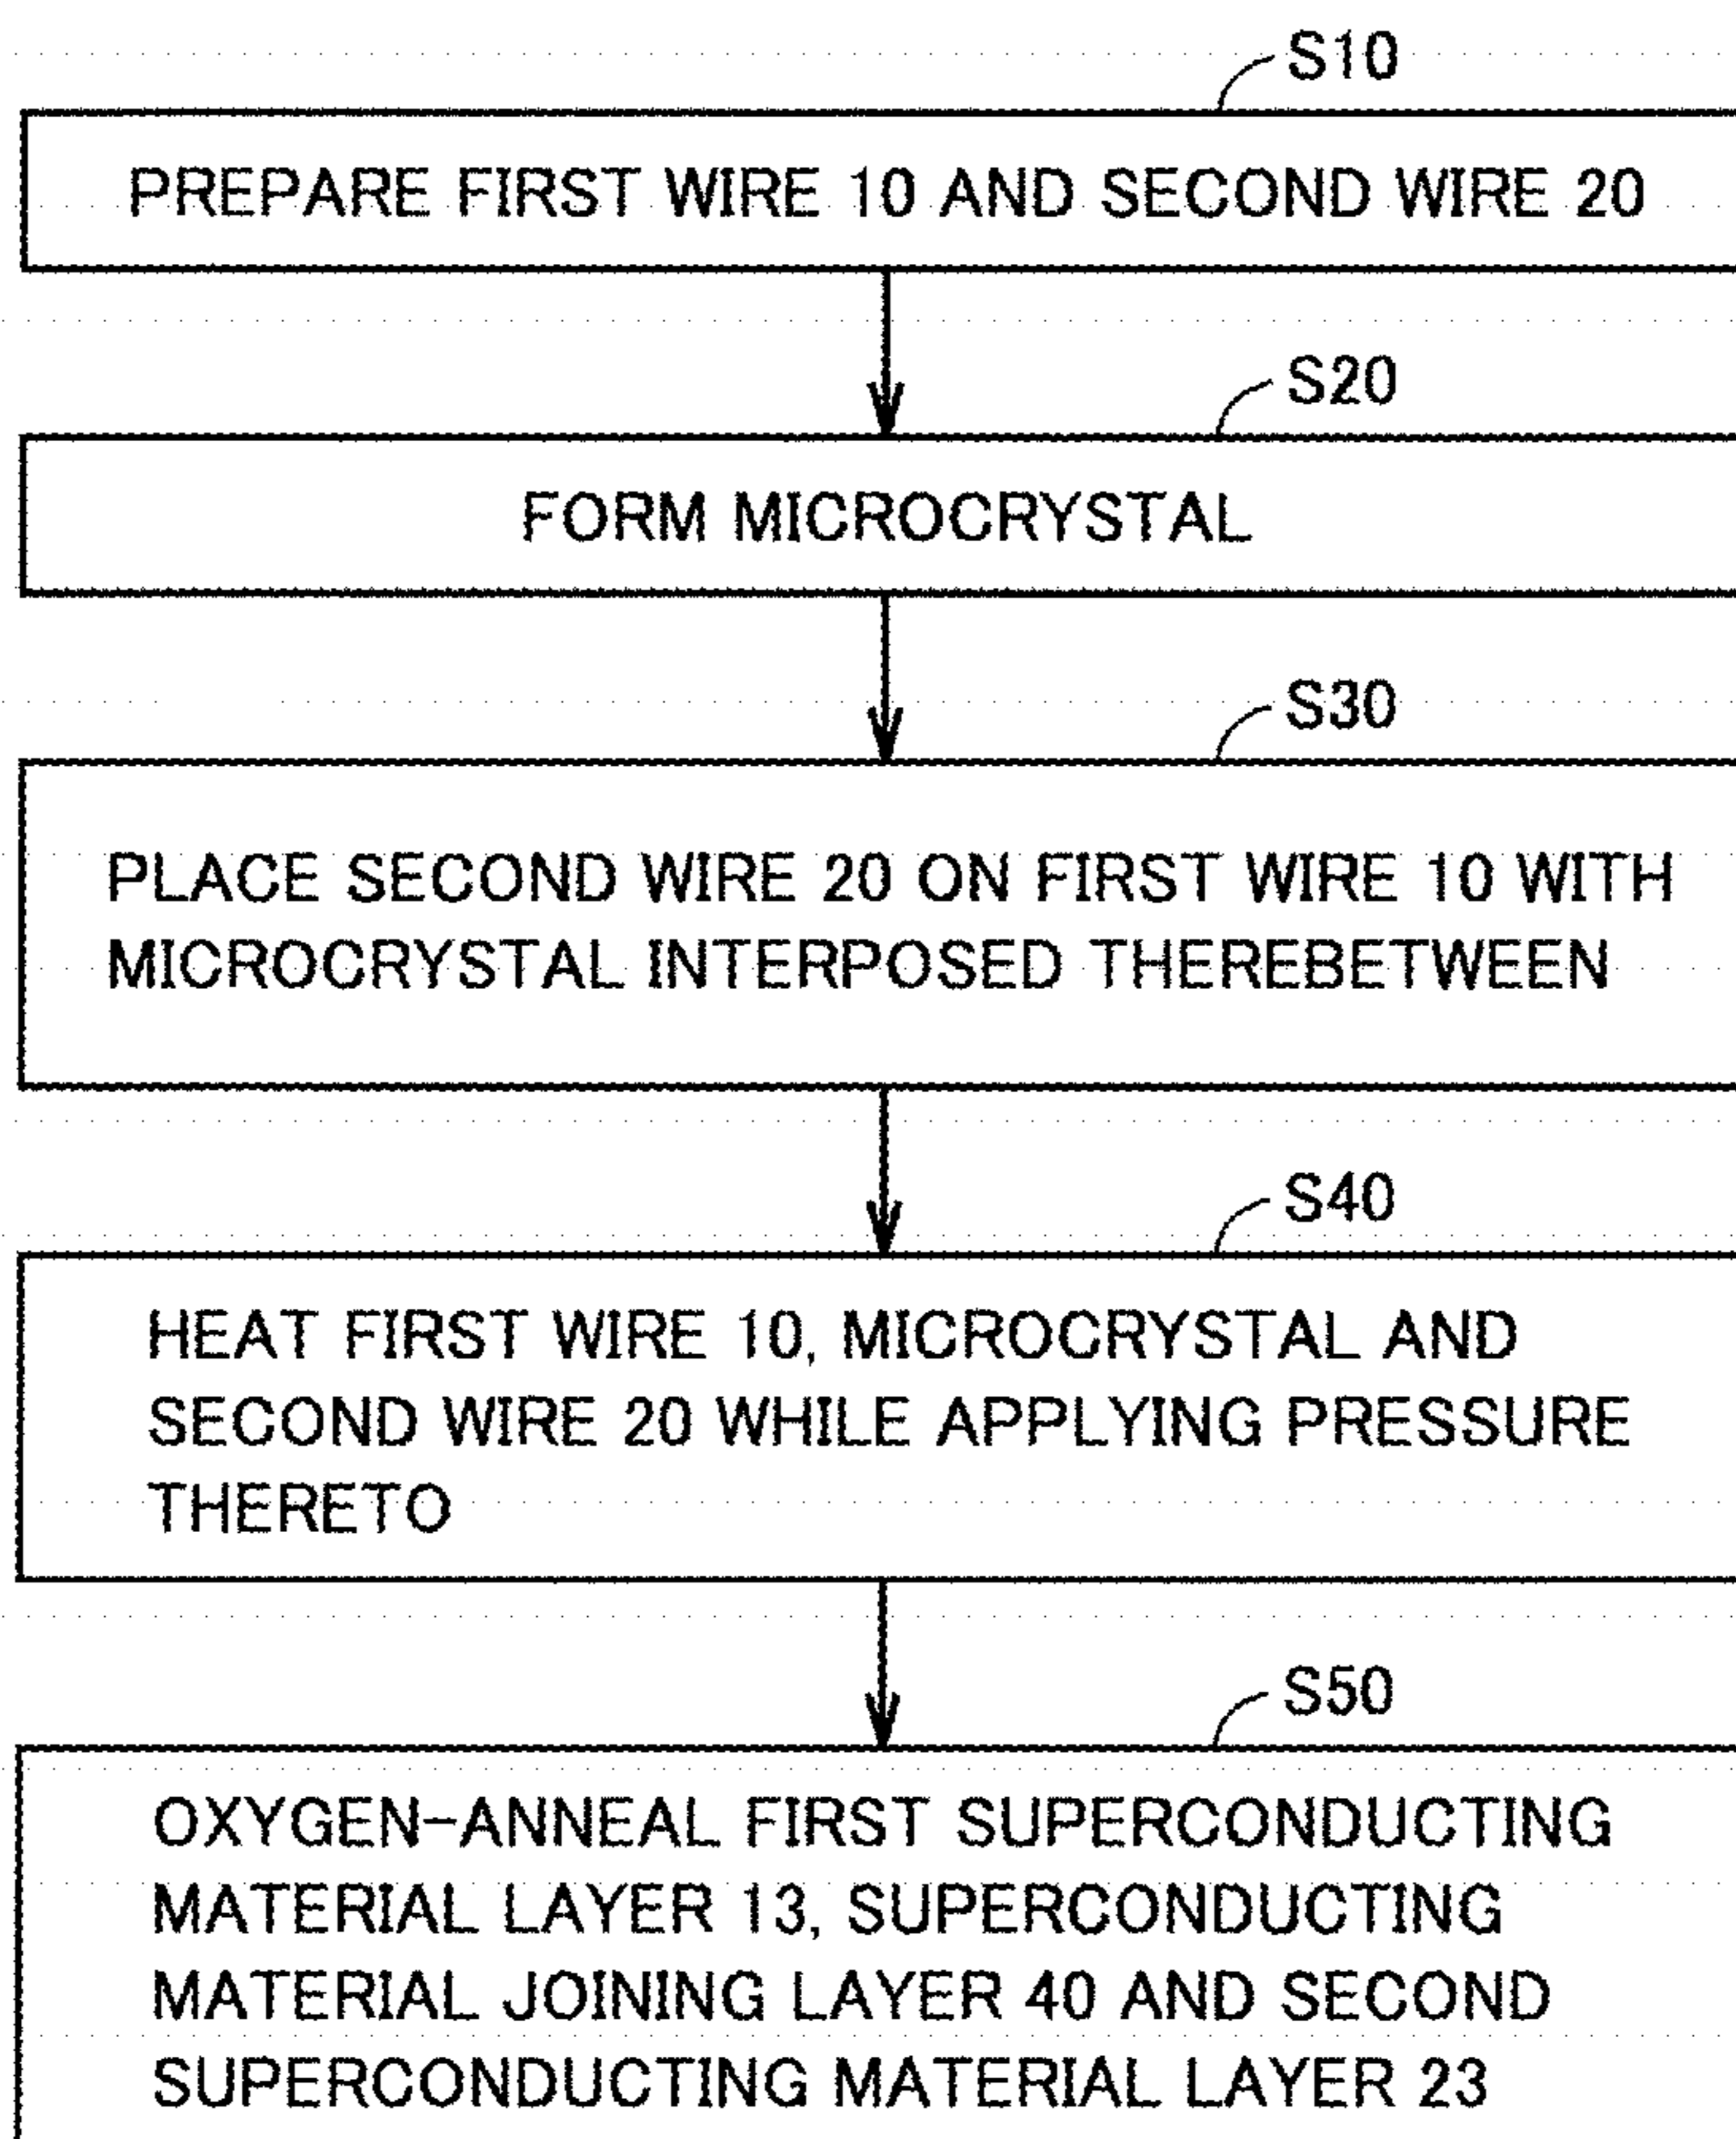 S10
PREPARE FIRST WIRE 10 AND SECOND WIRE 20
S20
FORM MICROCRYSTAL
S30
PLACE SECOND WIRE 20 ON FIRST WIRE 10 WITH
MICROCRYSTAL INTERPOSED THEREBETWEEN
S40
HEAT FIRST WIRE 10, MICROCRYSTAL AND
SECOND WIRE 20 WHILE APPLYING PRESSURE
THERETO
S50
OXYGEN-ANNEAL FIRST SUPERCONDUCTING
MATERIAL LAYER 13, SUPERCONDUCTING
MATERIAL JOINING LAYER 40 AND SECOND
SUPERCONDUCTING MATERIAL LAYER 23